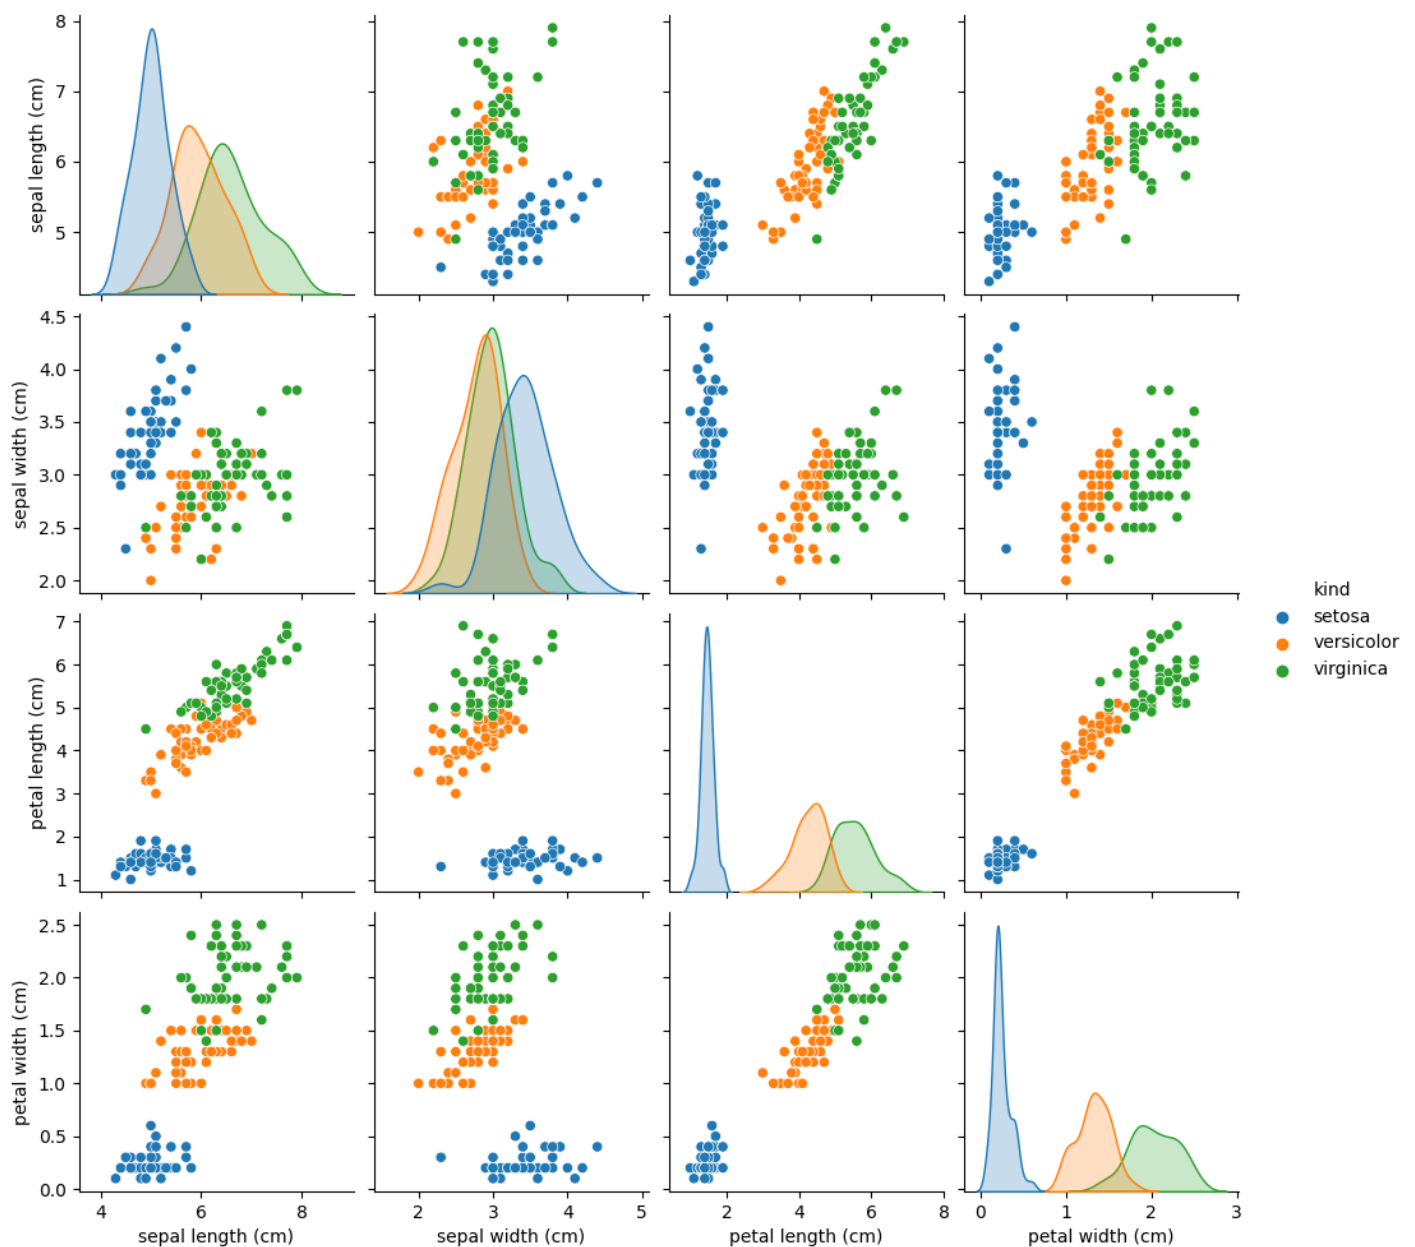 8
7
6
5
sepal length (cm)
4.5
4.0
3.5
3.0
2.5
2.0
sepal width (cm)
7
6
5
4
3
2
1
petal length (cm)
2.5
2.0
1.5
1.0
0.5
0.0
petal width (cm)
4 6 8
sepal length (cm)
2 3 4 5
sepal width (cm)
2 4 6 8
petal length (cm)
0 1 2 3
petal width (cm)
kind
setosa
versicolor
virginica